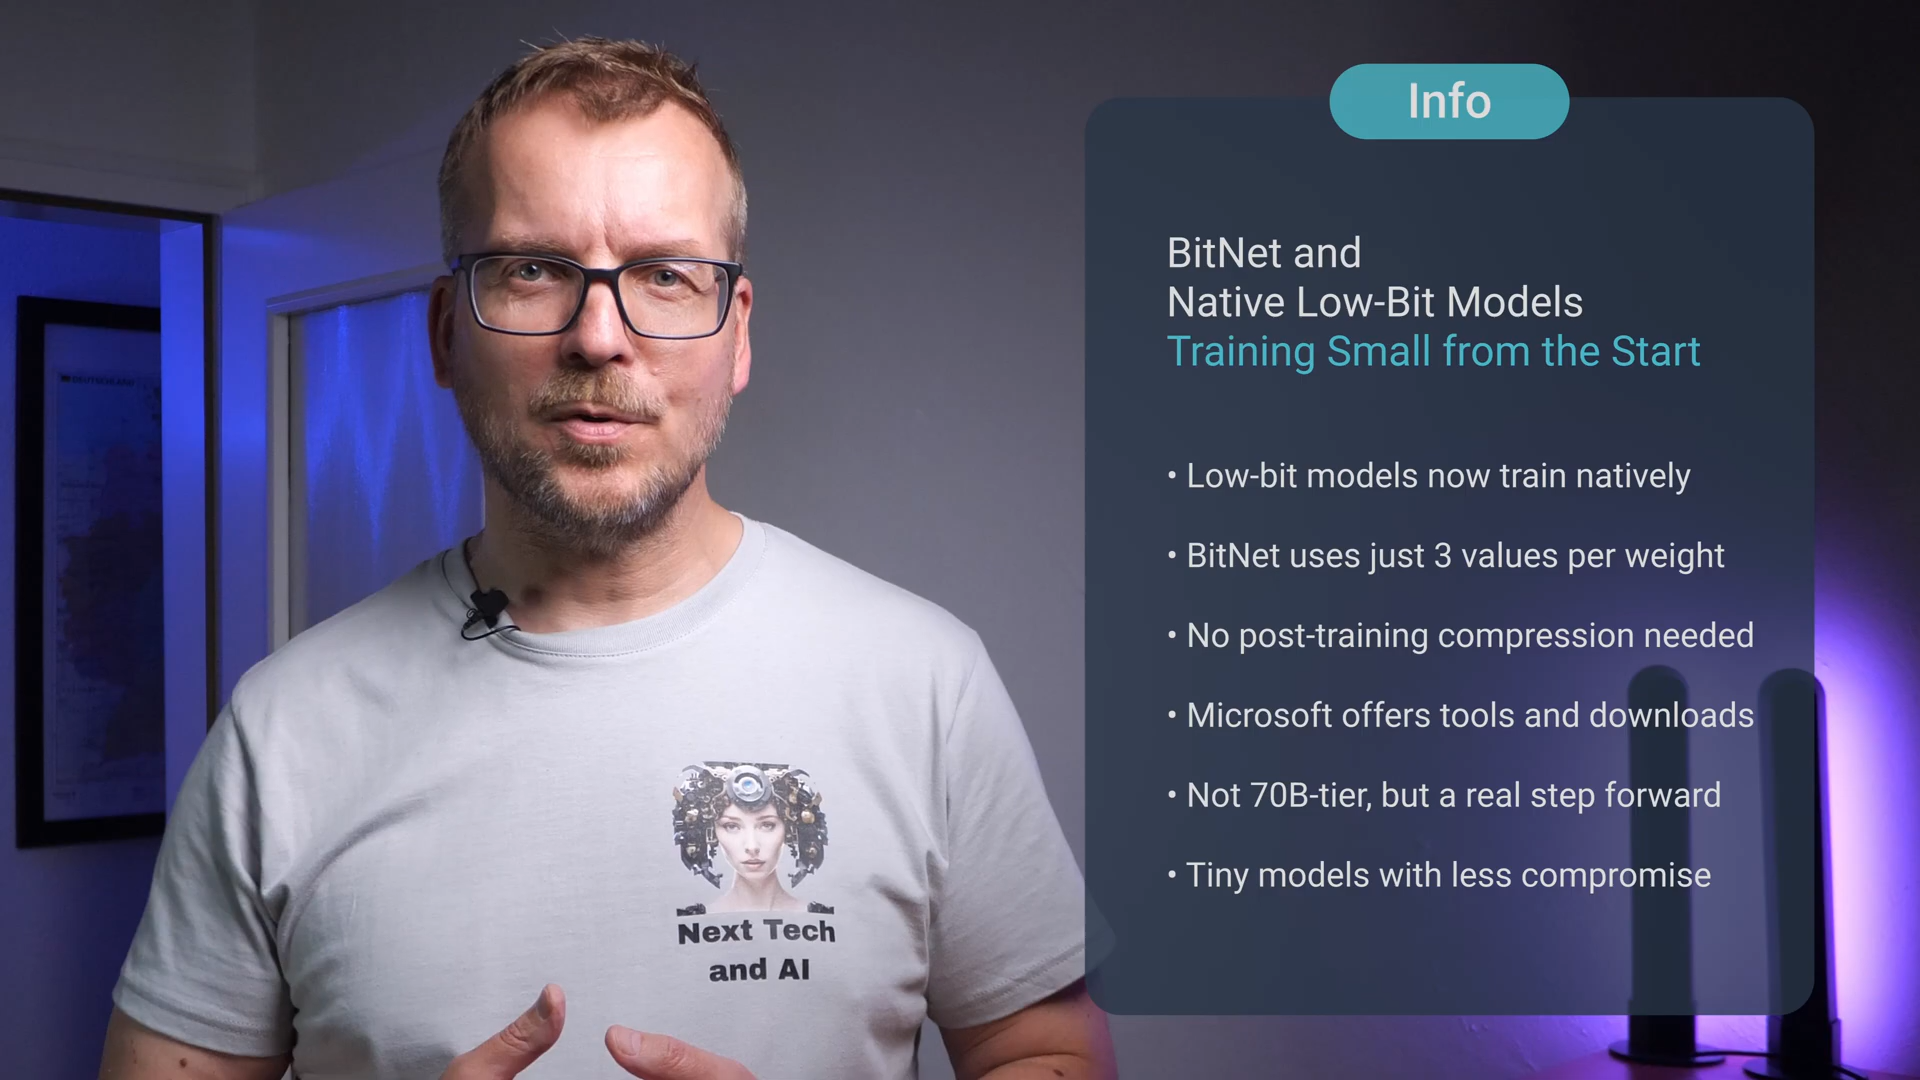 Info
BitNet and
Native Low-Bit Models
Training Small from the Start
• Low-bit models now train natively
• BitNet uses just 3 values per weight
• No post-training compression needed
• Microsoft offers tools and downloads
• Not 70B-tier, but a real step forward
• Tiny models with less compromise
DEUTSCHLAND
Next Tech
and AI